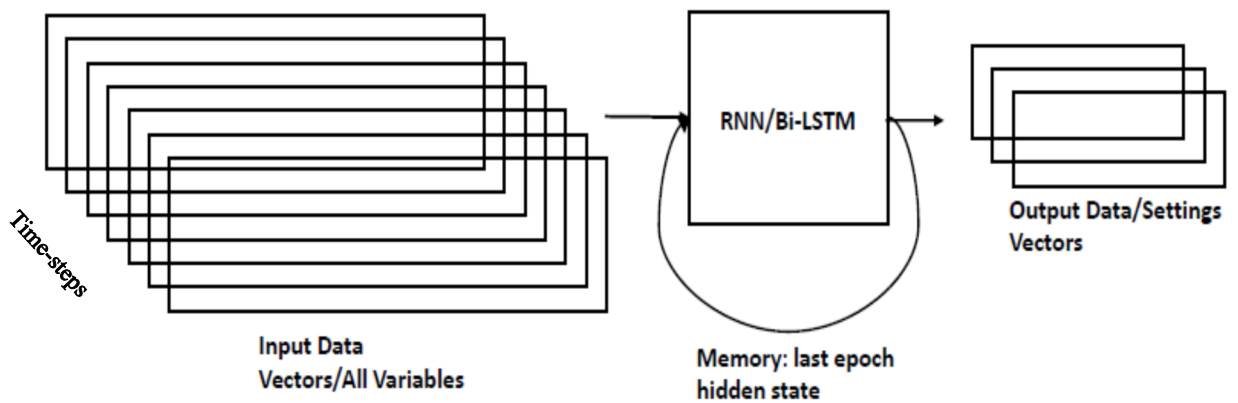 Time-steps
Input Data
Vectors/All Variables
RNN/Bi-LSTM
Memory: last epoch
hidden state
Output Data/Settings
Vectors